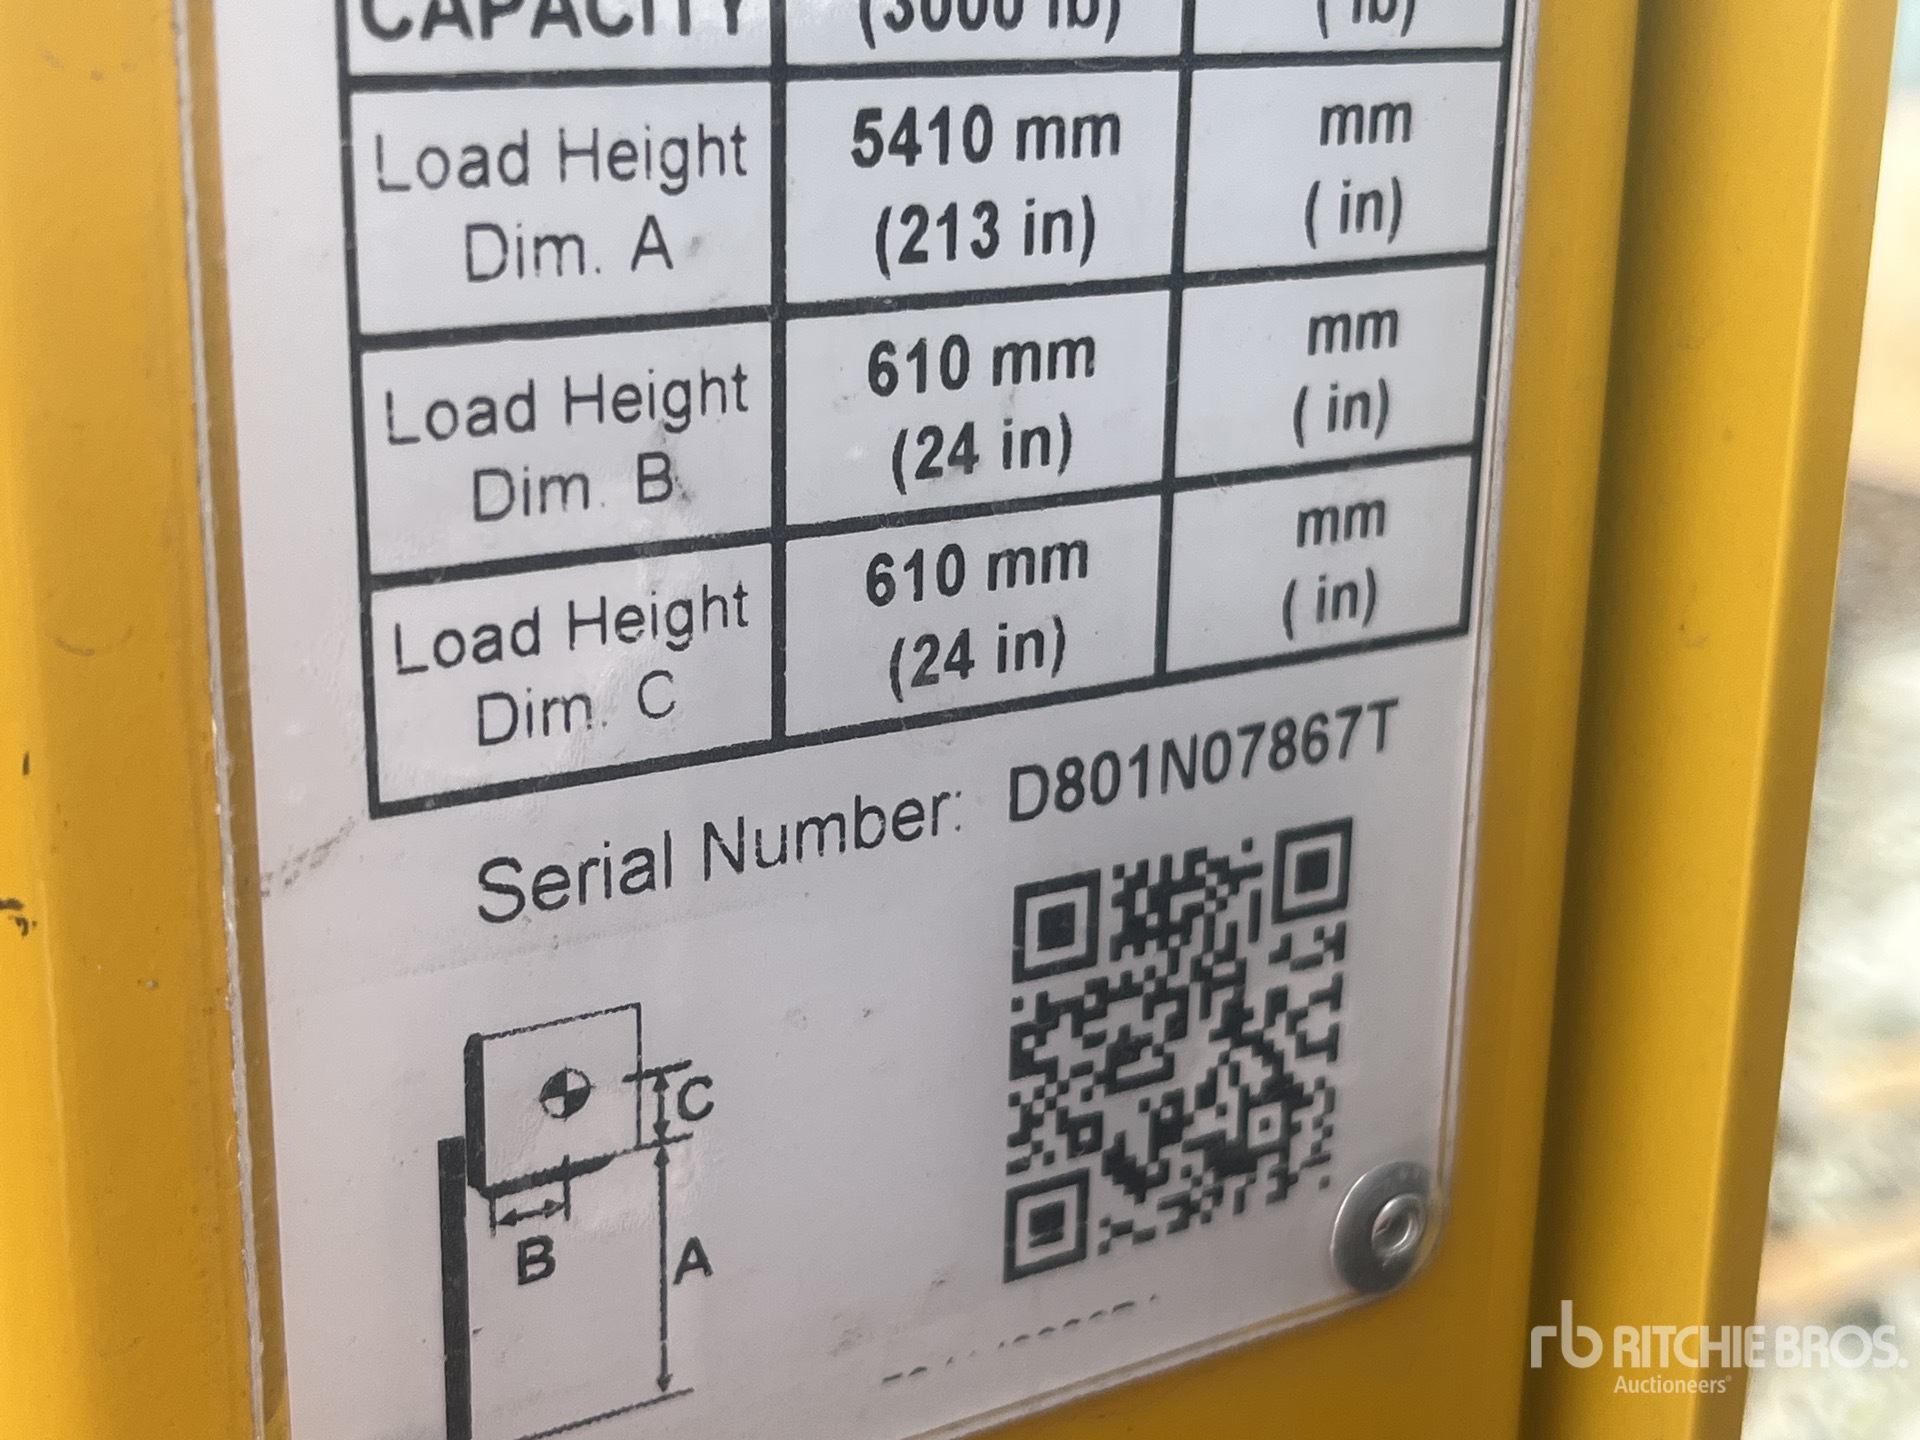 CAPACITY (3000 lb) ( lb)
Load Height 5410 mm mm
Dim. A (213 in) ( in)
Load Height 610 mm mm
Dim. B (24 in) ( in)
Load Height 610 mm mm
Dim. C (24 in) ( in)
Serial Number: D801N07867T
C
B
A
rb RITCHIE BROS.
Auctioneers